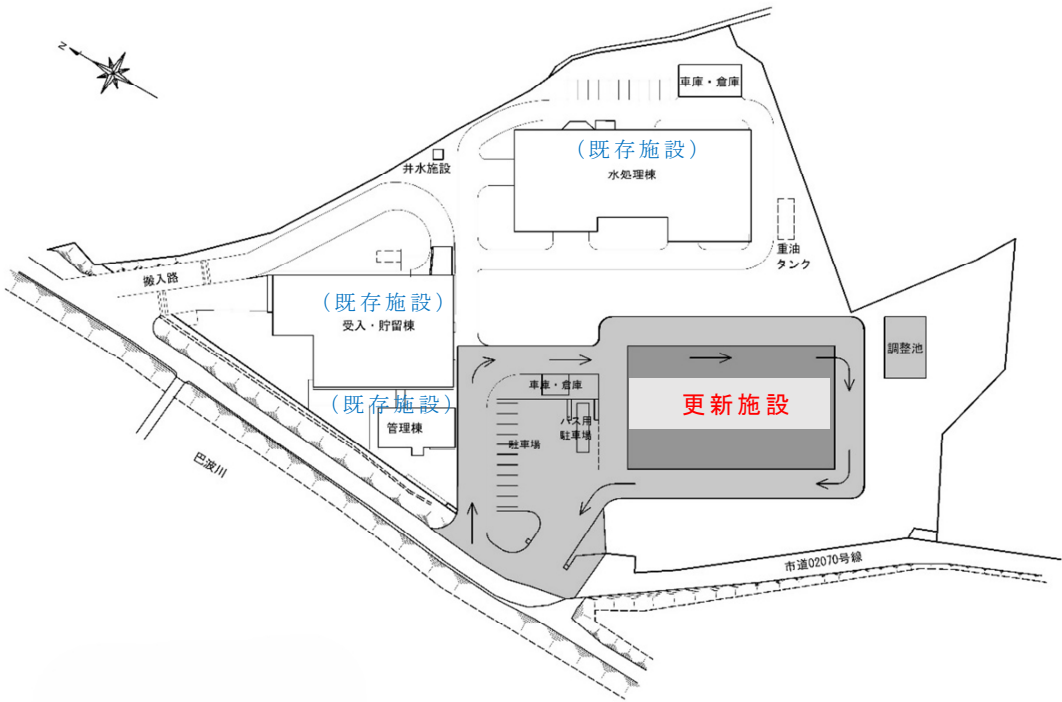 N
車庫・倉庫
（既存施設）
水処理棟
井水施設
重油
タンク
搬入路
（既存施設）
受入・貯留棟
調整池
車庫・倉庫
更新施設
（既存施設）
管理棟
バス用
駐車場
駐車場
巴波川
市道02070号線